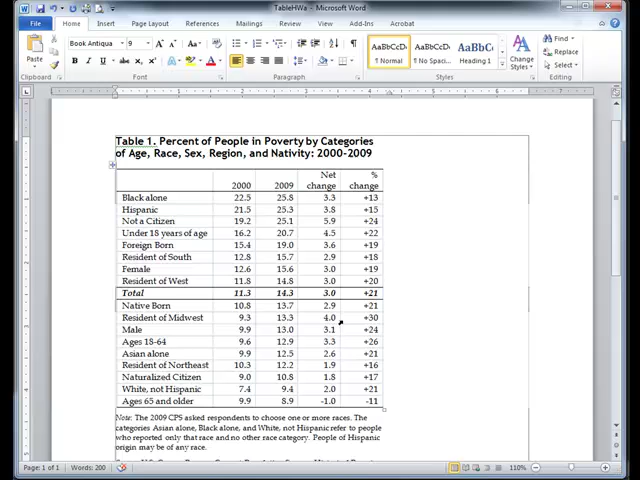 TableHWa - Microsoft Word
File Home Insert Page Layout References Mailings Review View Add-Ins Acrobat
Book Antiqua 9
Find
Replace
Select
Paste
AaBbCcDc AaBbCcDc AaBbC
Normal No Spac... Heading 1
Change Styles
Clipboard Font Paragraph Styles Editing
Table 1. Percent of People in Poverty by Categories
of Age, Race, Sex, Region, and Nativity: 2000-2009
2000 2009 Net change % change
Black alone 22.5 25.8 3.3 +13
Hispanic 21.5 25.3 3.8 +15
Not a Citizen 19.2 25.1 5.9 +24
Under 18 years of age 16.2 20.7 4.5 +22
Foreign Born 15.4 19.0 3.6 +19
Resident of South 12.8 15.7 2.9 +18
Female 12.6 15.6 3.0 +19
Resident of West 11.8 14.8 3.0 +20
Total 11.3 14.3 3.0 +21
Native Born 10.8 13.7 2.9 +21
Resident of Midwest 9.3 13.3 4.0 +30
Male 9.9 13.0 3.1 +24
Ages 18-64 9.6 12.9 3.3 +26
Asian alone 9.9 12.5 2.6 +21
Resident of Northeast 10.3 12.2 1.9 +16
Naturalized Citizen 9.0 10.8 1.8 +17
White, not Hispanic 7.4 9.4 2.0 +21
Ages 65 and older 9.9 8.9 -1.0 -11
Note: The 2009 CPS asked respondents to choose one or more races. The
categories Asian alone, Black alone, and White, not Hispanic refer to people
who reported only that race and no other race category. People of Hispanic
origin may be of any race.
Page: 1 of 1 Words: 200 110%